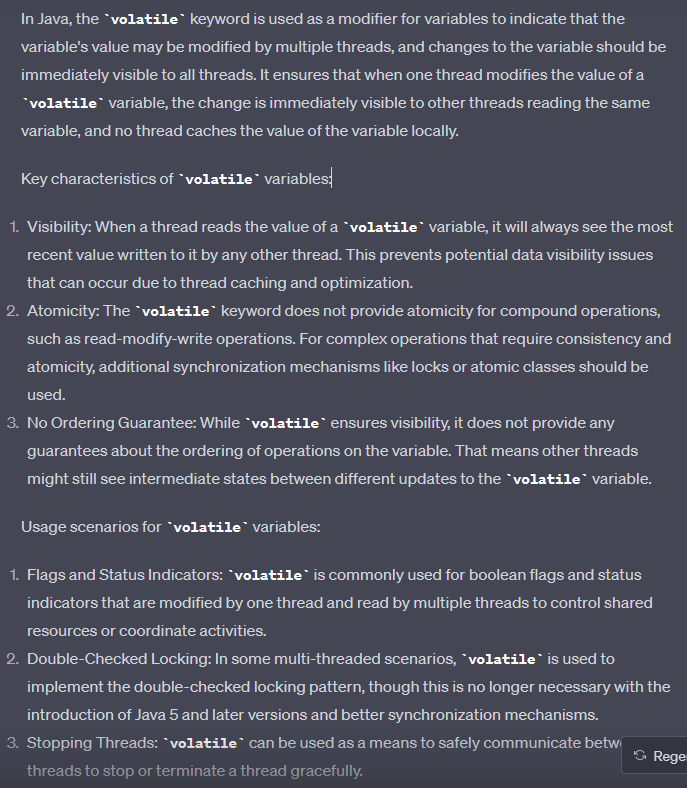 In Java, the `volatile` keyword is used as a modifier for variables to indicate that the
variable's value may be modified by multiple threads, and changes to the variable should be
immediately visible to all threads. It ensures that when one thread modifies the value of a
`volatile` variable, the change is immediately visible to other threads reading the same
variable, and no thread caches the value of the variable locally.
Key characteristics of `volatile` variables:
1. Visibility: When a thread reads the value of a `volatile` variable, it will always see the most
recent value written to it by any other thread. This prevents potential data visibility issues
that can occur due to thread caching and optimization.
2. Atomicity: The `volatile` keyword does not provide atomicity for compound operations,
such as read-modify-write operations. For complex operations that require consistency and
atomicity, additional synchronization mechanisms like locks or atomic classes should be
used.
3. No Ordering Guarantee: While `volatile` ensures visibility, it does not provide any
guarantees about the ordering of operations on the variable. That means other threads
might still see intermediate states between different updates to the `volatile` variable.
Usage scenarios for `volatile` variables:
1. Flags and Status Indicators: `volatile` is commonly used for boolean flags and status
indicators that are modified by one thread and read by multiple threads to control shared
resources or coordinate activities.
2. Double-Checked Locking: In some multi-threaded scenarios, `volatile` is used to
implement the double-checked locking pattern, though this is no longer necessary with the
introduction of Java 5 and later versions and better synchronization mechanisms.
3. Stopping Threads: `volatile` can be used as a means to safely communicate
threads to stop or terminate a thread gracefully.